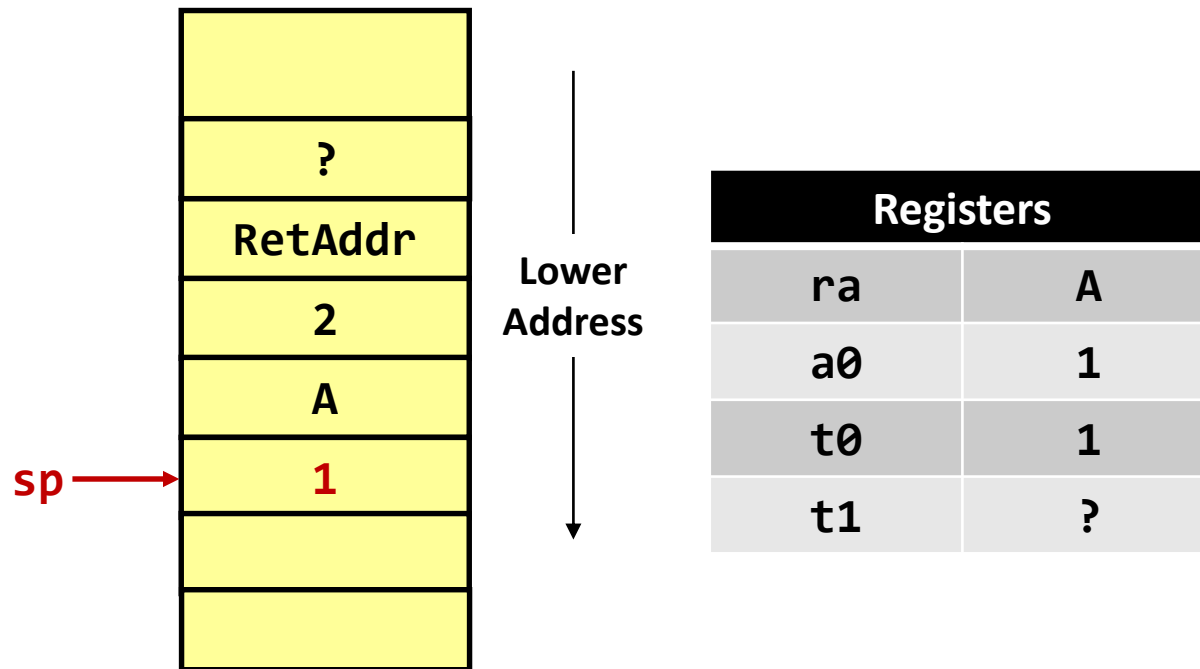 ?
RetAddr
2
A
sp
1
Lower
Address
Registers
ra A
a0 1
t0 1
t1 ?